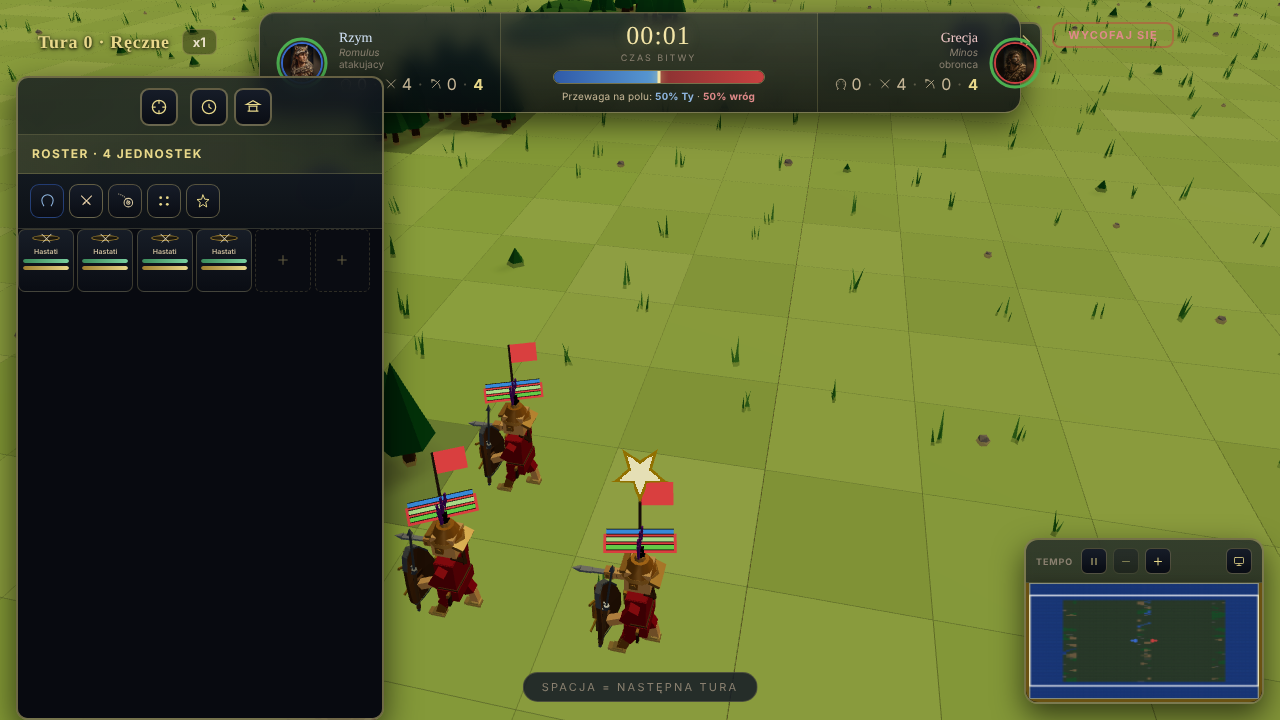 Tura 0 · Ręczne x1
Rzym
Romulus
atakujący
4 · 0 · 4
00:01
CZAS BITWY
Przewaga na polu: 50% Ty · 50% wróg
Grecja
Minos
obronca
0 · 4 · 0 · 4
WYCOFAJ SIĘ
ROSTER · 4 JEDNOSTEK
Hastati Hastati Hastati Hastati
+ +
TEMPO
SPACJA = NASTĘPNA TURA